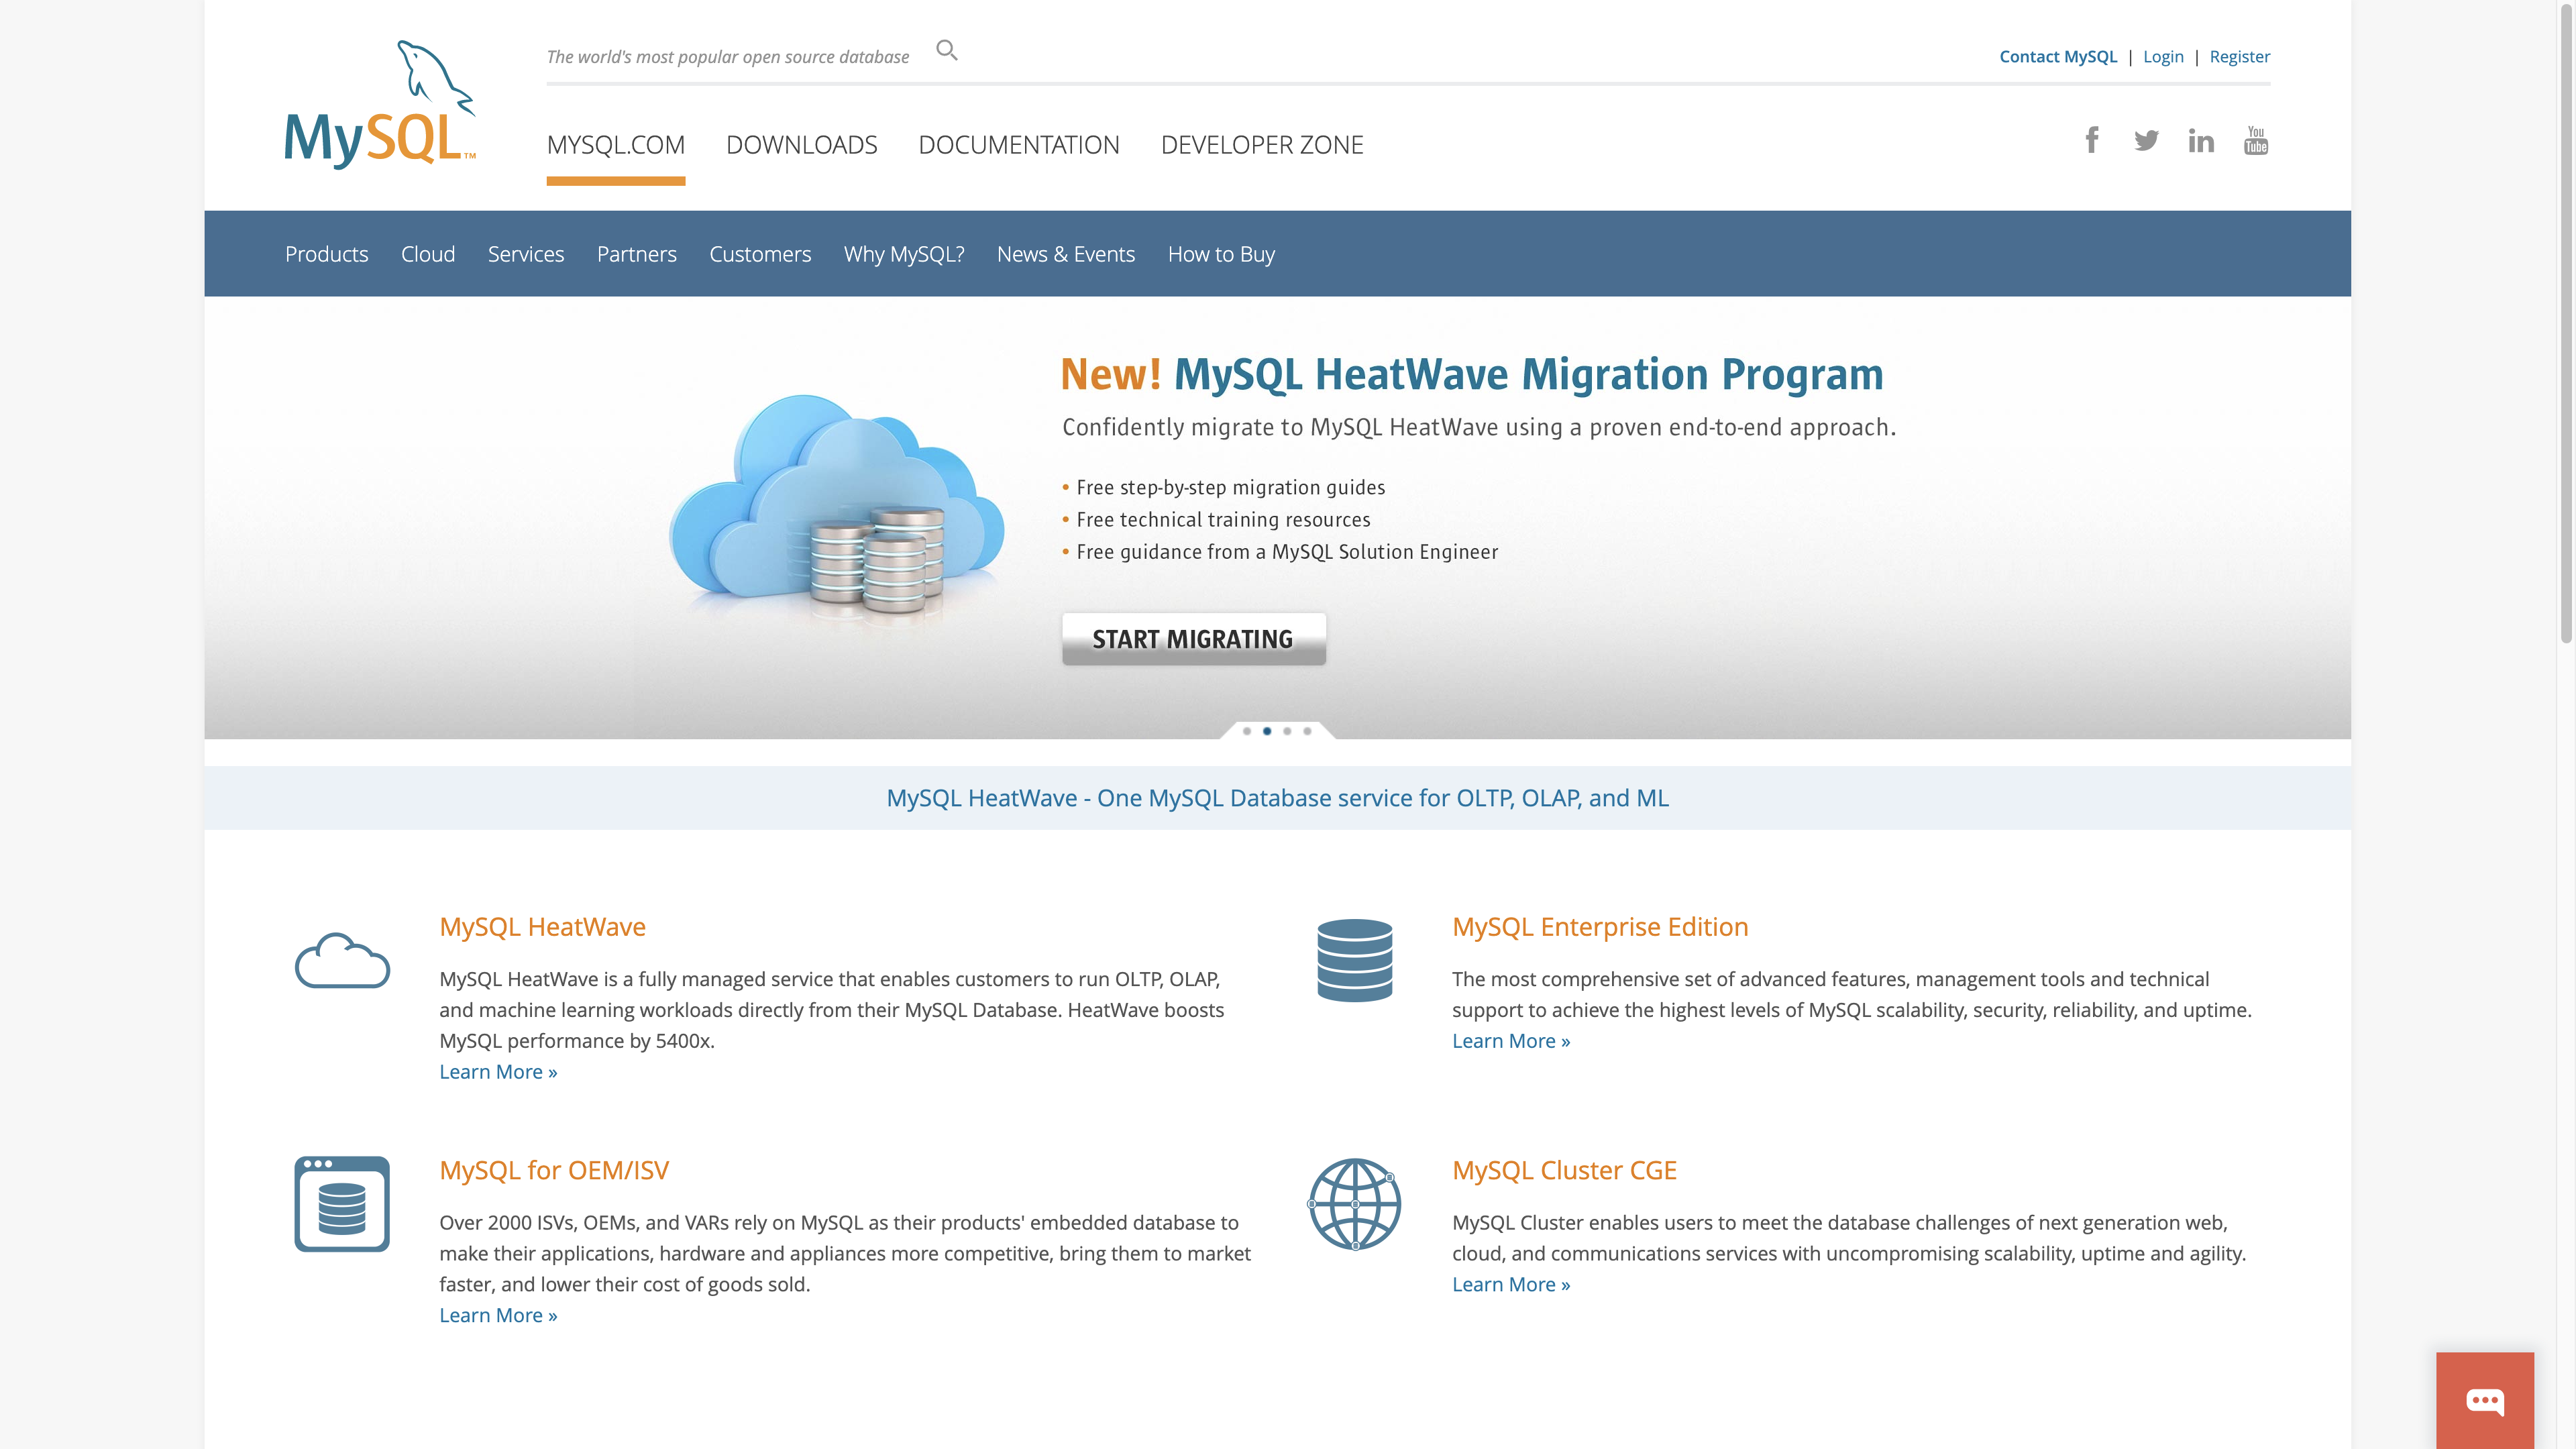 The world's most popular open source database
Contact MySQL | Login | Register
MySQL™
MYSQL.COM DOWNLOADS DOCUMENTATION DEVELOPER ZONE
You
Tube
Products Cloud Services Partners Customers Why MySQL? News & Events How to Buy
New! MySQL HeatWave Migration Program
Confidently migrate to MySQL HeatWave using a proven end-to-end approach.
• Free step-by-step migration guides
• Free technical training resources
• Free guidance from a MySQL Solution Engineer
START MIGRATING
MySQL HeatWave - One MySQL Database service for OLTP, OLAP, and ML
MySQL HeatWave
MySQL HeatWave is a fully managed service that enables customers to run OLTP, OLAP,
and machine learning workloads directly from their MySQL Database. HeatWave boosts
MySQL performance by 5400x.
Learn More »
MySQL Enterprise Edition
The most comprehensive set of advanced features, management tools and technical
support to achieve the highest levels of MySQL scalability, security, reliability, and uptime.
Learn More »
MySQL for OEM/ISV
Over 2000 ISVs, OEMs, and VARs rely on MySQL as their products' embedded database to
make their applications, hardware and appliances more competitive, bring them to market
faster, and lower their cost of goods sold.
Learn More »
MySQL Cluster CGE
MySQL Cluster enables users to meet the database challenges of next generation web,
cloud, and communications services with uncompromising scalability, uptime and agility.
Learn More »